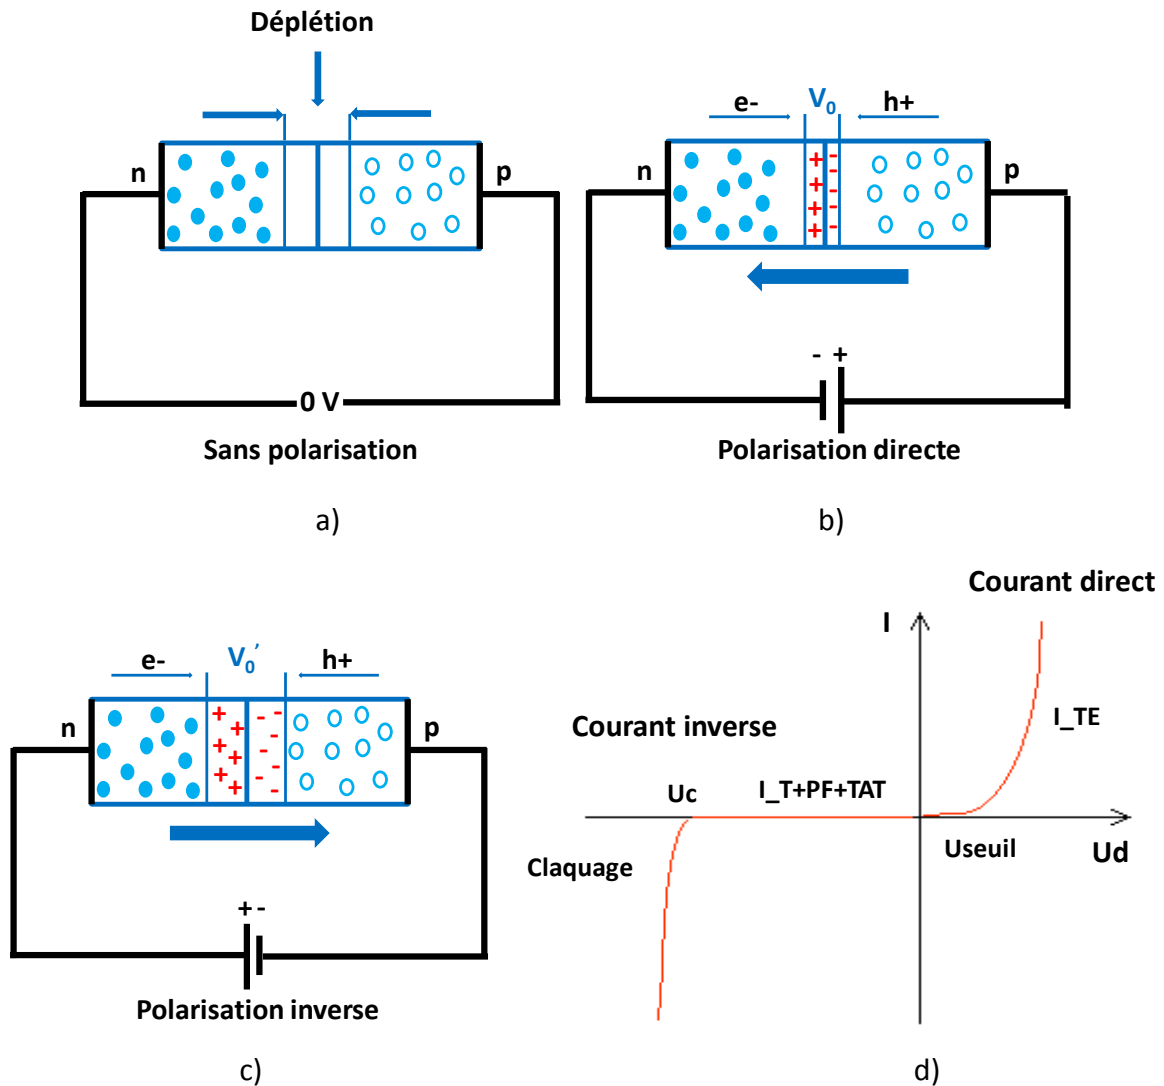 Déplétion
n
p
0 V
Sans polarisation
a)
e-
V0
h+
n
p
+ -
+ -
+ -
+ -
- +
Polarisation directe
b)
e-
V0’
h+
n
p
+ + + + + +
- - - - - - -
+ -
Polarisation inverse
c)
Courant direct
I
I_TE
Courant inverse
Uc
I_T+PF+TAT
Useuil
Ud
Claquage
d)